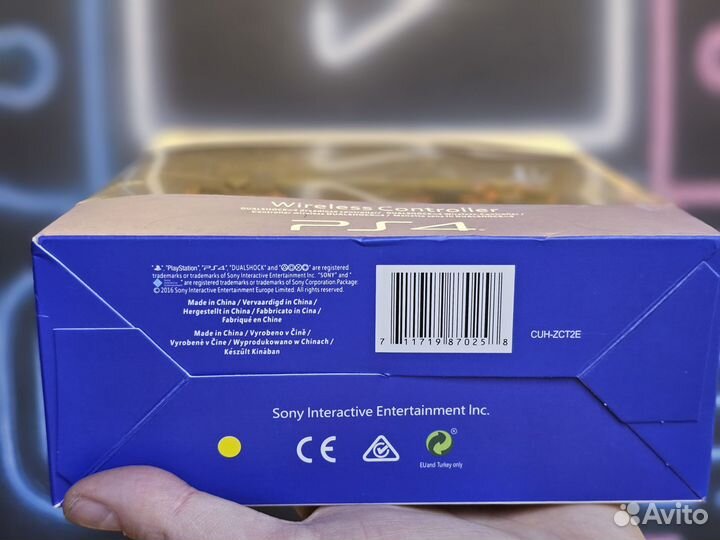 Wireless Controller
PS4
"PlayStation", "PS4", "DUALSHOCK" and " " are registered
trademarks or trademarks of Sony Interactive Entertainment Inc. "SONY" and "
" are registered trademarks or trademarks of Sony Corporation.Package:
© 2016 Sony Interactive Entertainment Europe Limited. All rights reserved.
Made in China / Vervaardigd in China /
Hergestellt in China / Fabbricato in Cina /
Fabriqué en Chine
Made in China / Vyrobeno v Číně /
Vyrobené v Číne / Wyprodukowano w Chinach /
Készült Kínában
7 11719 87025 8
CUH-ZCT2E
Sony Interactive Entertainment Inc.
CE
®
EU and Turkey only
Avito